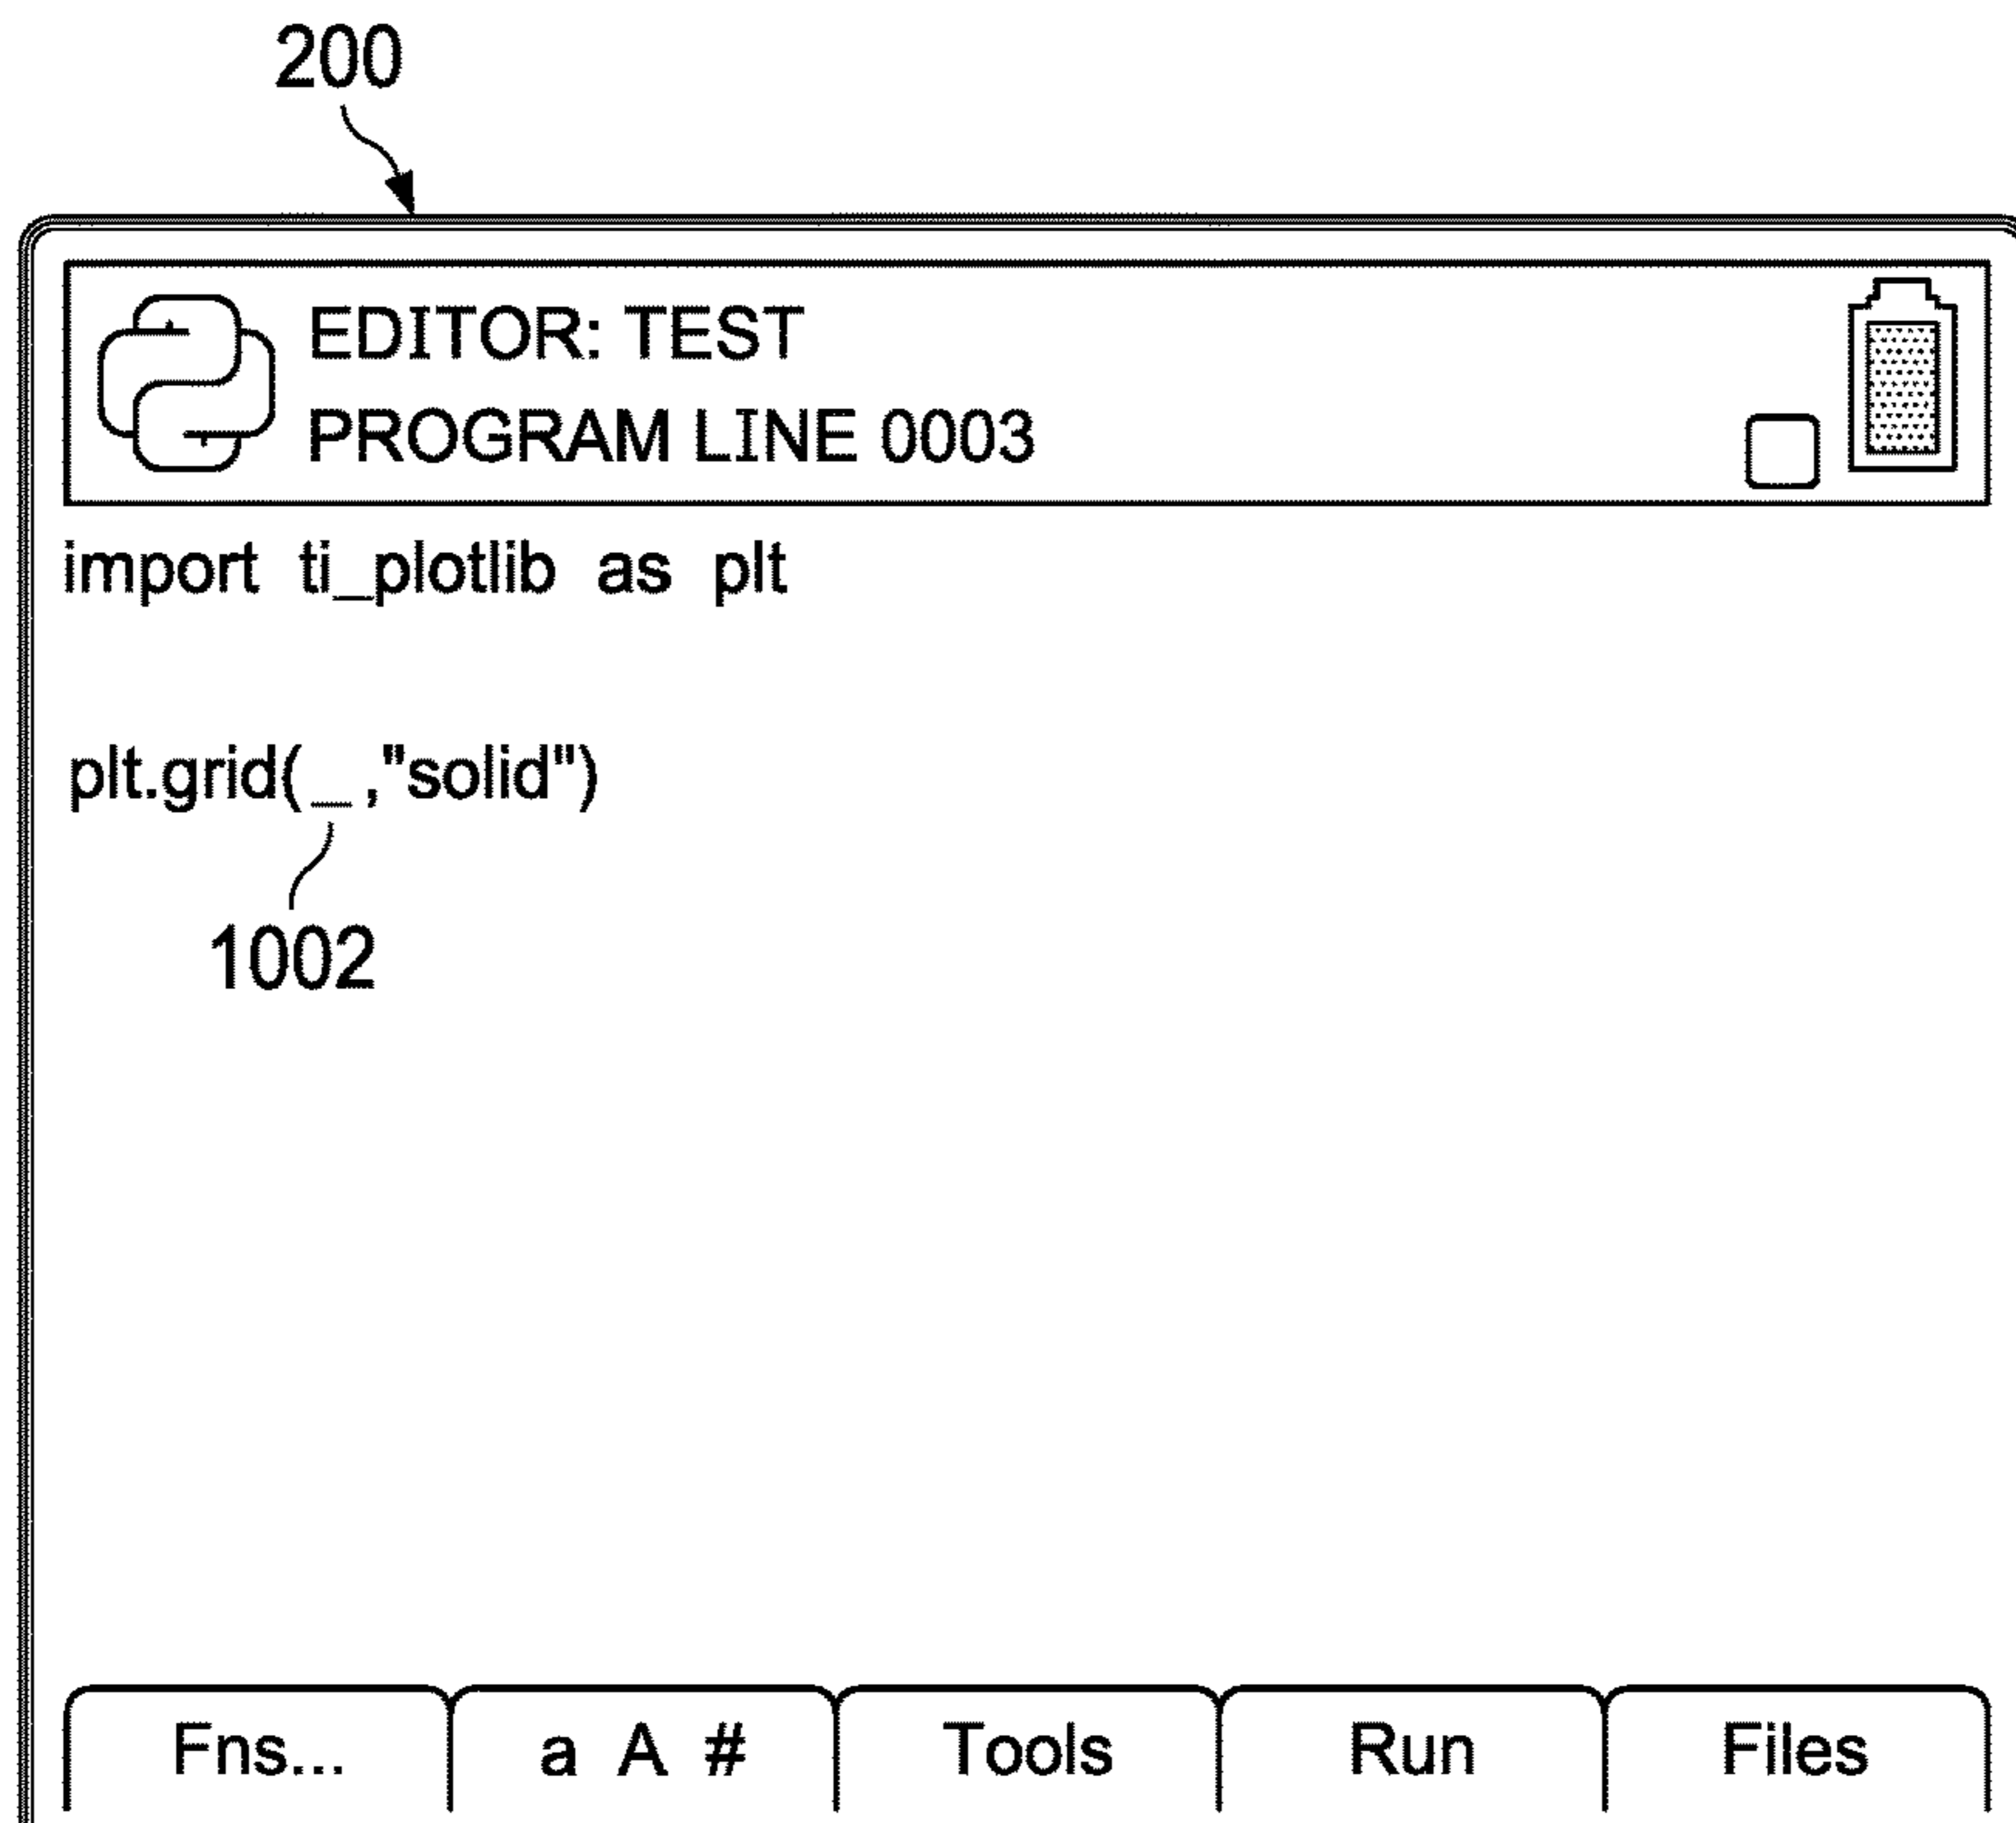 200
EDITOR: TEST
PROGRAM LINE 0003
import ti_plotlib as plt
plt.grid(_,"solid")
1002
Fns... a A # Tools Run Files